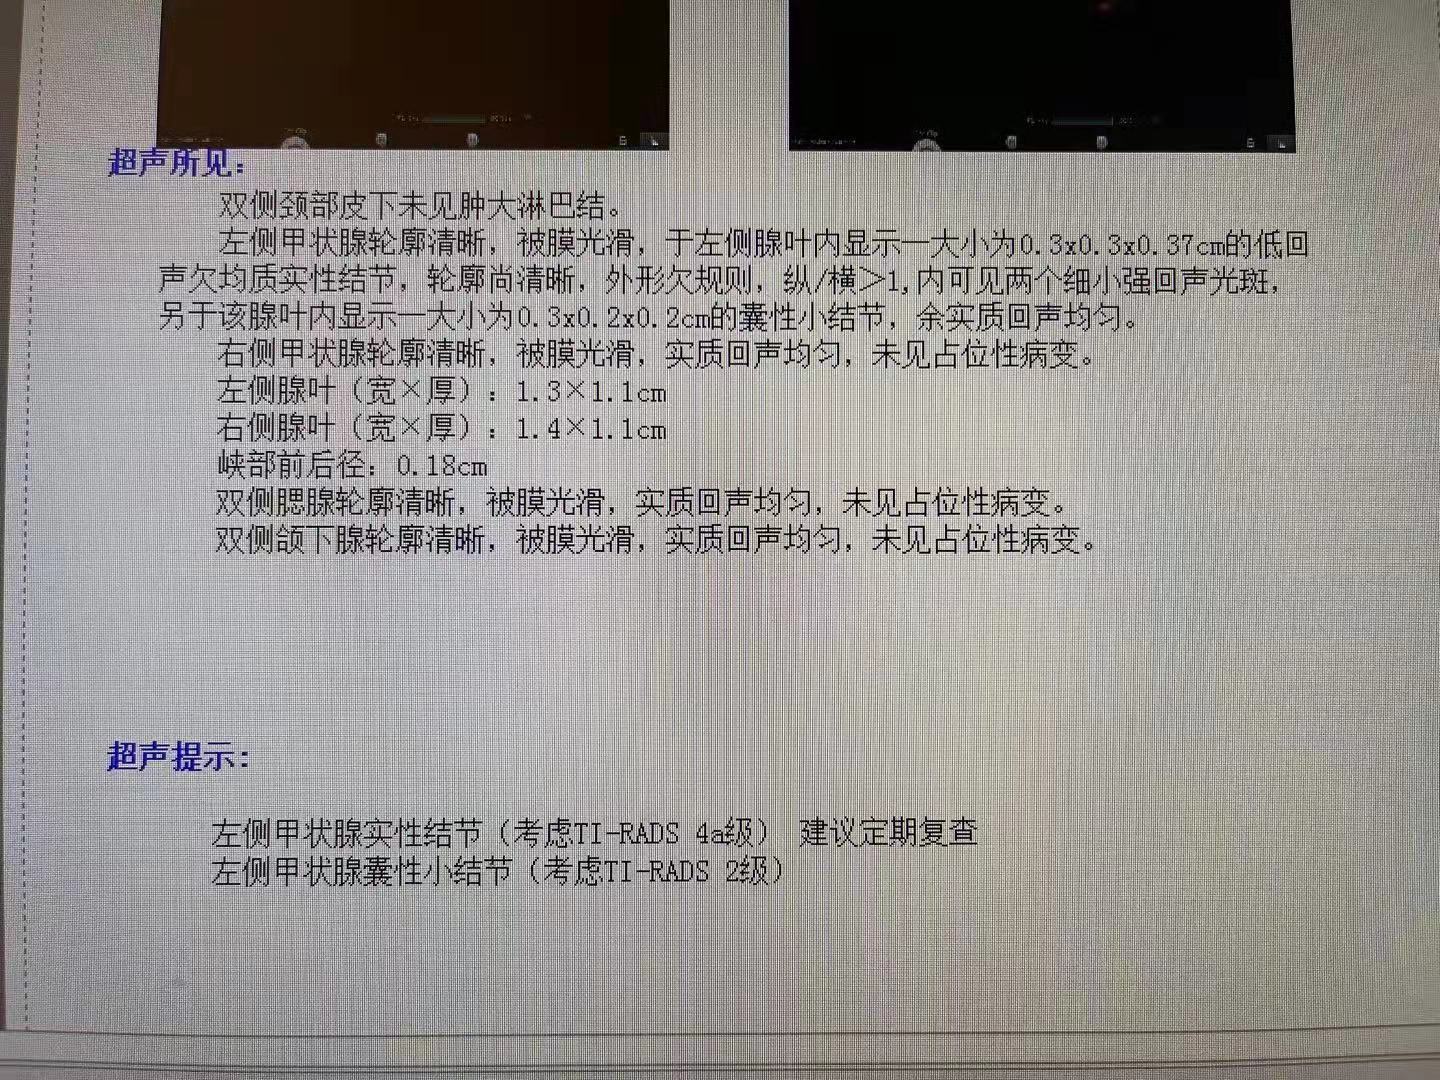 超声所见：
双侧颈部皮下未见肿大淋巴结。
左侧甲状腺轮廓清晰，被膜光滑，于左侧腺叶内显示一大小为0.3x0.3x0.37cm的低回
声欠均质实性结节，轮廓尚清晰，外形欠规则，纵/横＞1,内可见两个细小强回声光斑，
另于该腺叶内显示一大小为0.3x0.2x0.2cm的囊性小结节，余实质回声均匀。
右侧甲状腺轮廓清晰，被膜光滑，实质回声均匀，未见占位性病变。
左侧腺叶（宽×厚）：1.3×1.1cm
右侧腺叶（宽×厚）：1.4×1.1cm
峡部前后径：0.18cm
双侧腮腺轮廓清晰，被膜光滑，实质回声均匀，未见占位性病变。
双侧颌下腺轮廓清晰，被膜光滑，实质回声均匀，未见占位性病变。
超声提示：
左侧甲状腺实性结节（考虑TI-RADS 4a级） 建议定期复查
左侧甲状腺囊性小结节（考虑TI-RADS 2级）